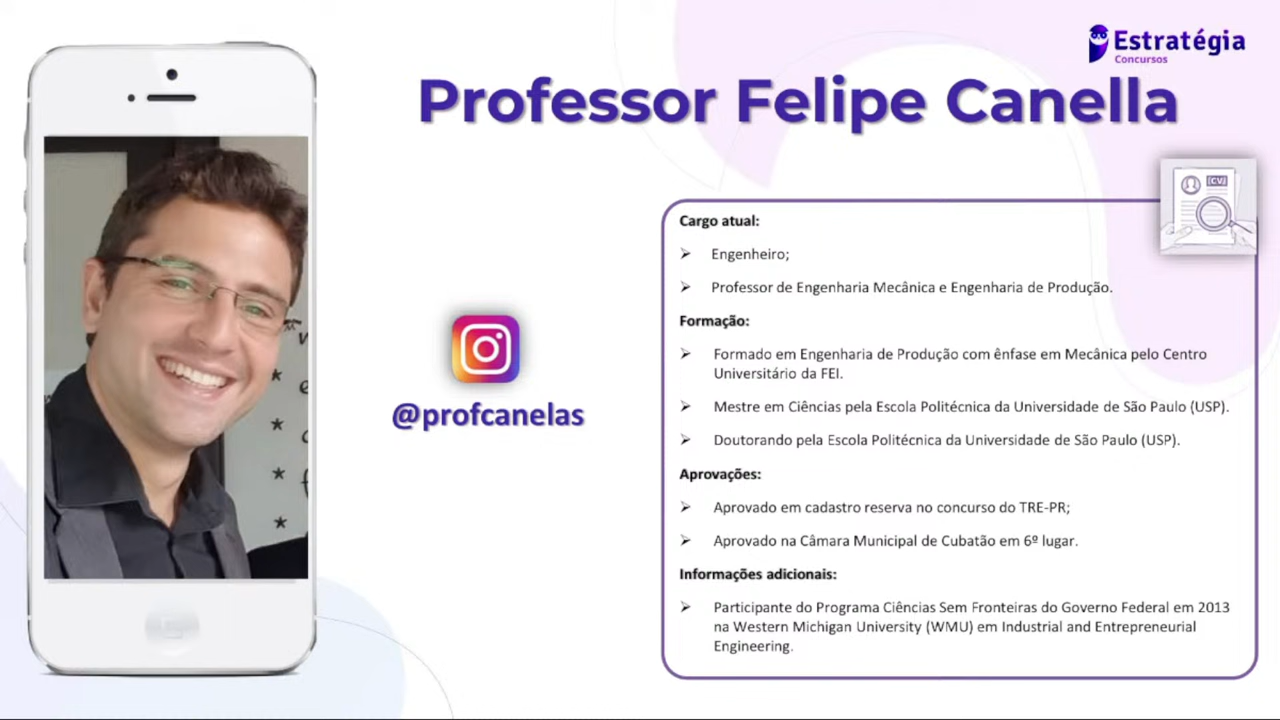 Estratégia
Concursos
Professor Felipe Canella
CV
Cargo atual:
➢ Engenheiro;
➢ Professor de Engenharia Mecânica e Engenharia de Produção.
Formação:
➢ Formado em Engenharia de Produção com ênfase em Mecânica pelo Centro
Universitário da FEI.
➢ Mestre em Ciências pela Escola Politécnica da Universidade de São Paulo (USP).
➢ Doutorando pela Escola Politécnica da Universidade de São Paulo (USP).
Aprovações:
➢ Aprovado em cadastro reserva no concurso do TRE-PR;
➢ Aprovado na Câmara Municipal de Cubatão em 6º lugar.
Informações adicionais:
➢ Participante do Programa Ciências Sem Fronteiras do Governo Federal em 2013
na Western Michigan University (WMU) em Industrial and Entrepreneurial
Engineering.
@profcanelas